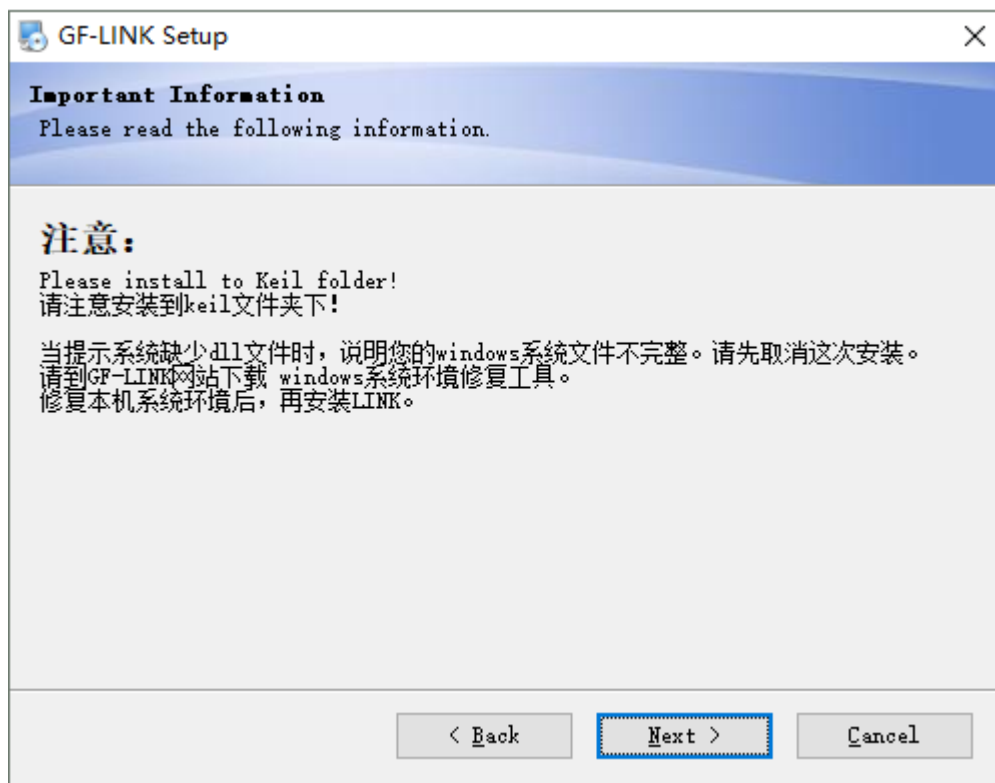 GF-LINK Setup
Important Information
Please read the following information.
注意：
Please install to Keil folder!
请注意安装到keil文件夹下！
当提示系统缺少dll文件时，说明您的windows系统文件不完整。请先取消这次安装。
请到GF-LINK网站下载 windows系统环境修复工具。
修复本机系统环境后，再安装LINK。
< Back
Next >
Cancel